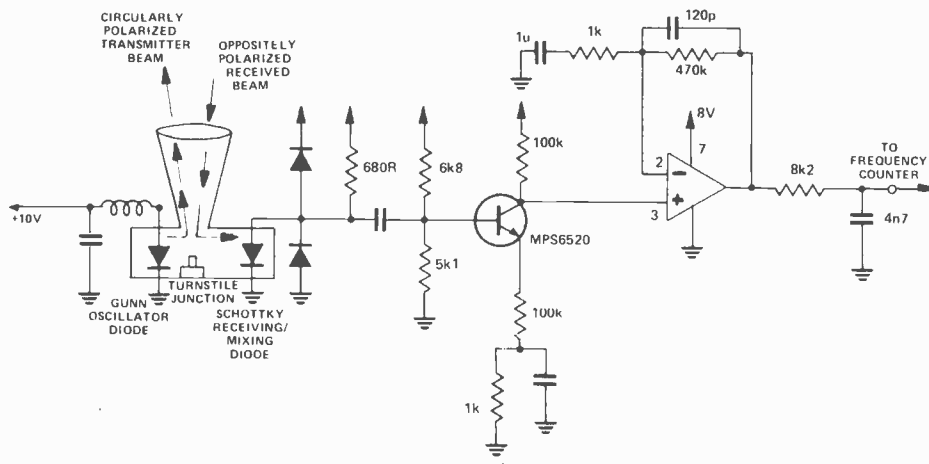 CIRCULARLY
POLARIZED
TRANSMITTER
BEAM
OPPOSITELY
POLARIZED
RECEIVED
BEAM
+10V
GUNN
OSCILLATOR
DIODE
TURNSTILE
JUNCTION
SCHOTTKY
RECEIVING/
MIXING
DIODE
680R
6k8
5k1
1u
1k
120p
470k
100k
MPS6520
100k
1k
8V
7
2
3
–
+
8k2
TO
FREQUENCY
COUNTER
4n7